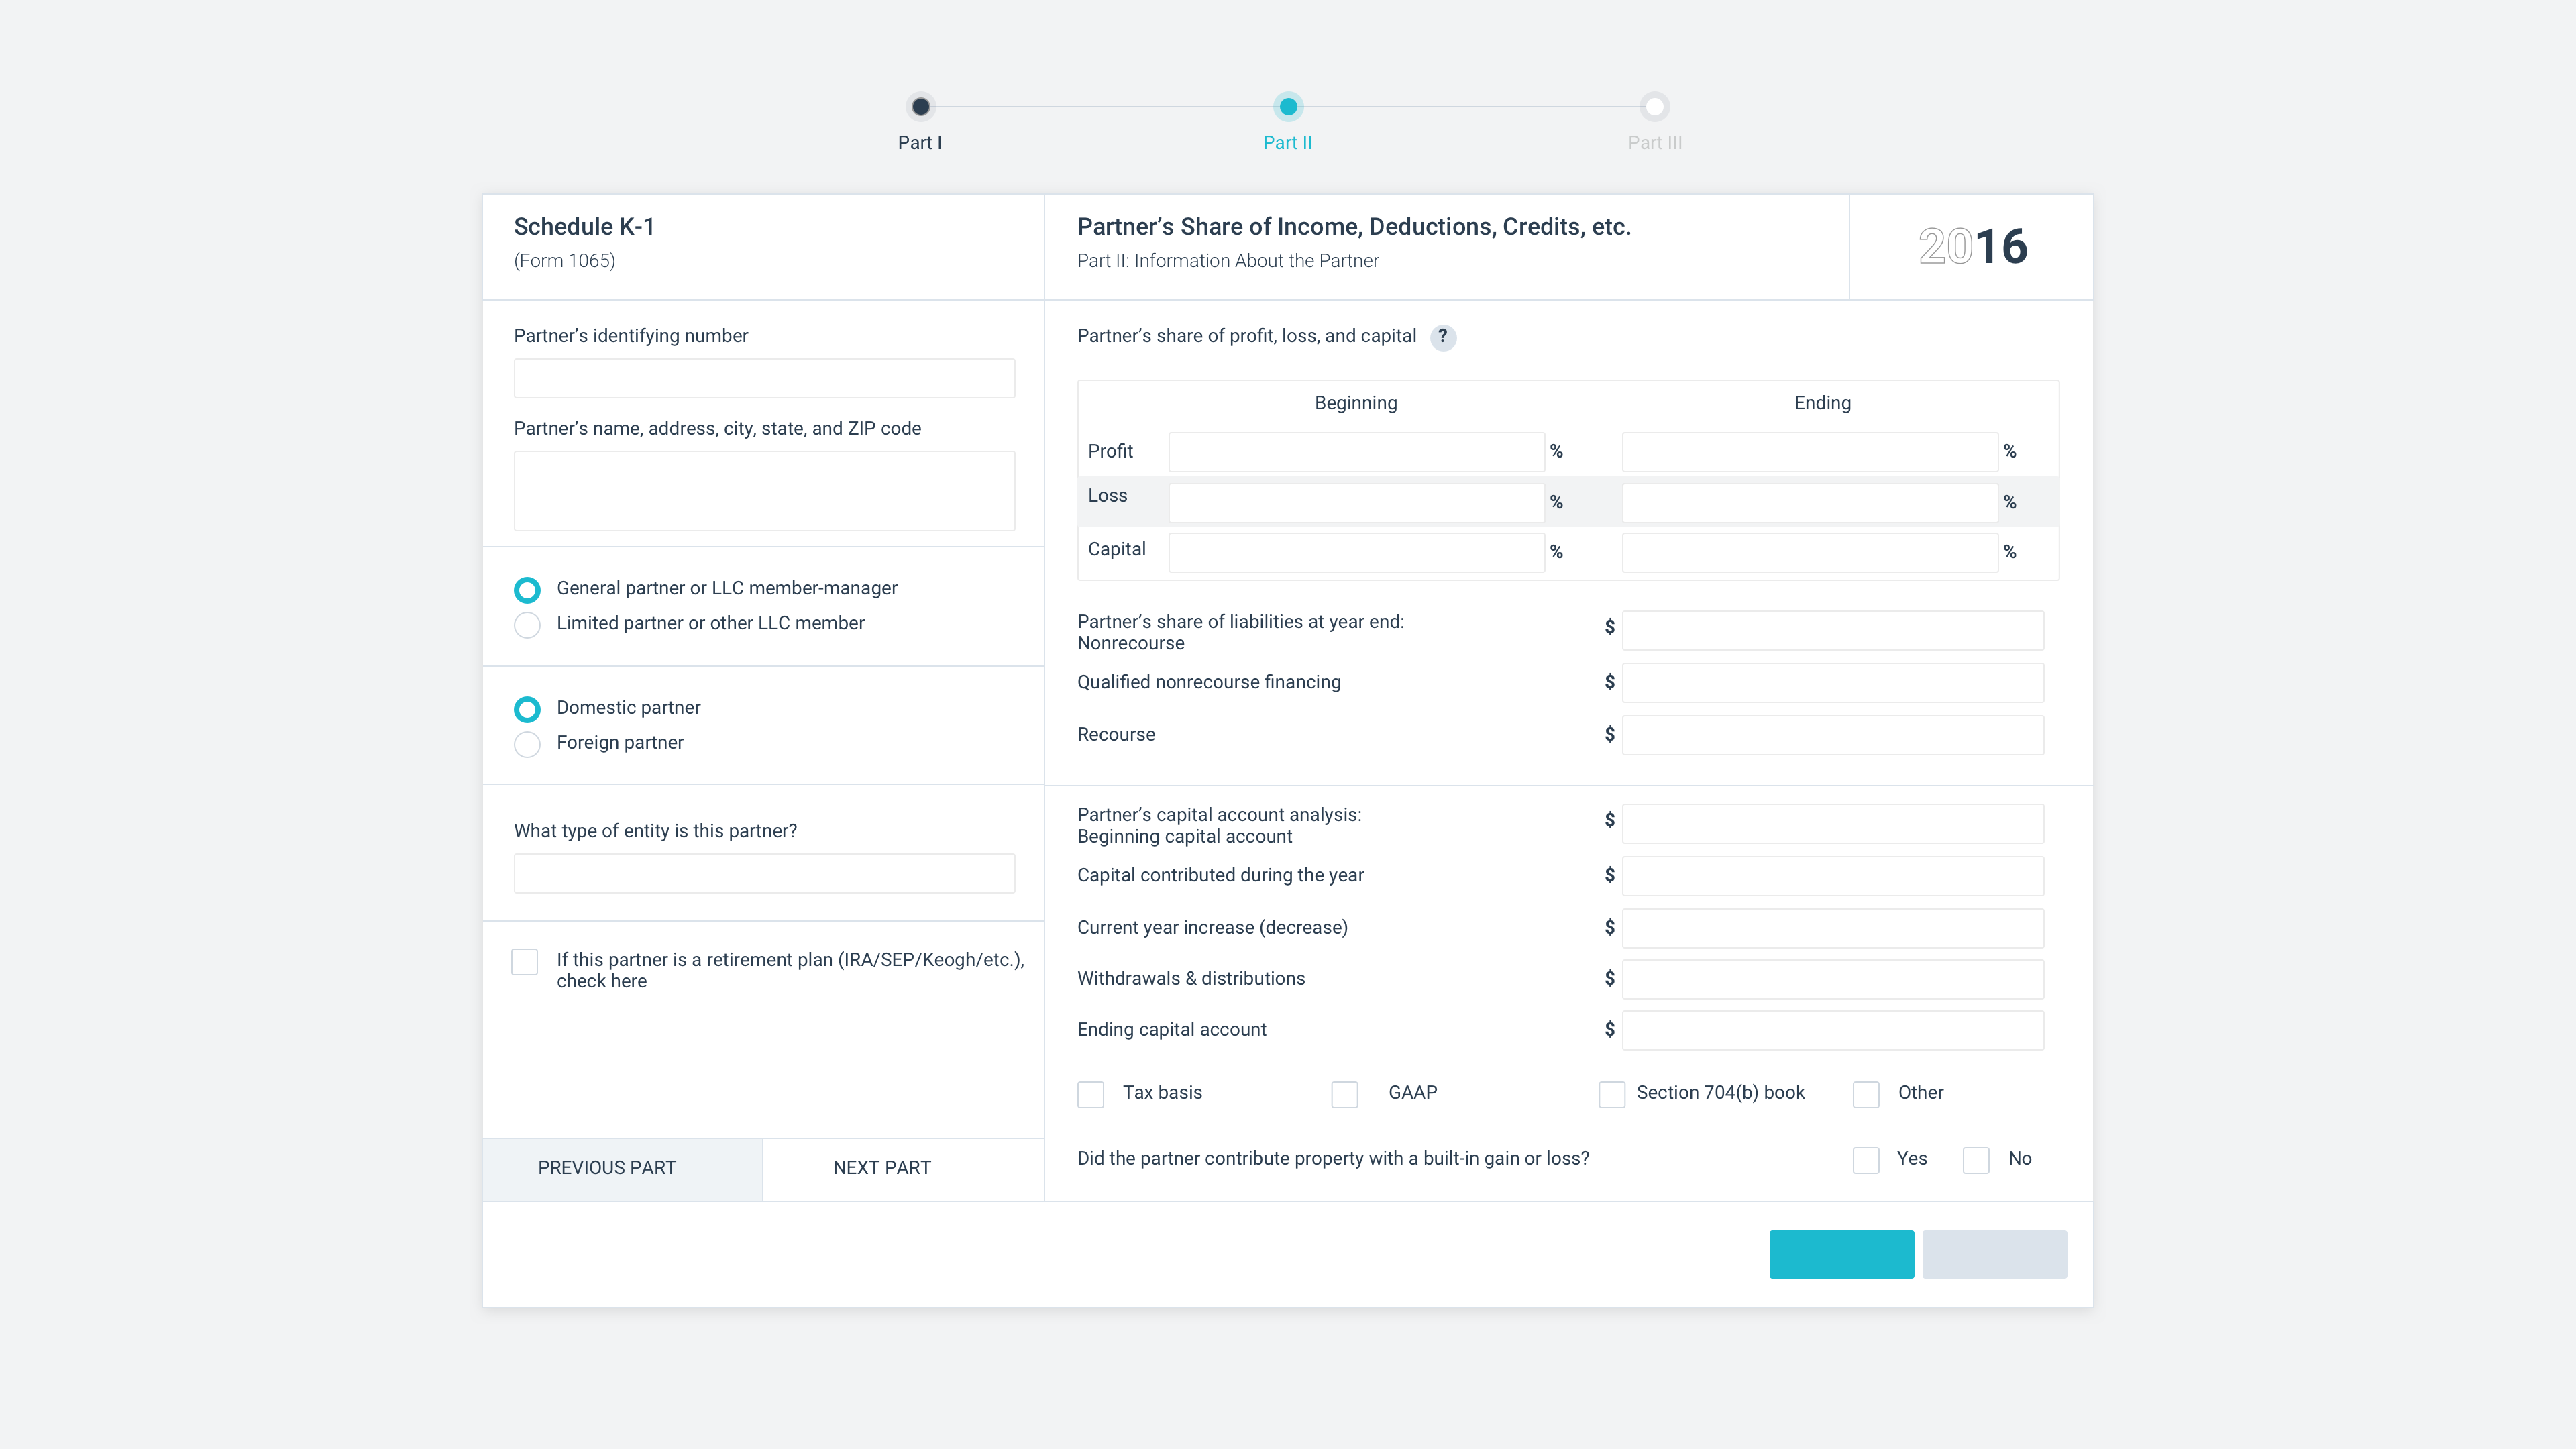 Part I
Part II
Part III
Schedule K-1
(Form 1065)
Partner’s Share of Income, Deductions, Credits, etc.
Part II: Information About the Partner
2016
Partner’s identifying number
Partner’s name, address, city, state, and ZIP code
General partner or LLC member-manager
Limited partner or other LLC member
Domestic partner
Foreign partner
What type of entity is this partner?
If this partner is a retirement plan (IRA/SEP/Keogh/etc.),
check here
PREVIOUS PART
NEXT PART
Partner’s share of profit, loss, and capital ?
Beginning Ending
Profit % %
Loss % %
Capital % %
Partner’s share of liabilities at year end:
Nonrecourse $
Qualified nonrecourse financing $
Recourse $
Partner’s capital account analysis:
Beginning capital account $
Capital contributed during the year $
Current year increase (decrease) $
Withdrawals & distributions $
Ending capital account $
Tax basis GAAP Section 704(b) book Other
Did the partner contribute property with a built-in gain or loss? Yes No